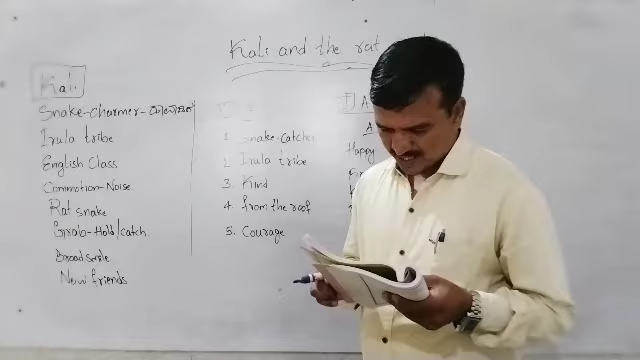 Kali and the rat
Kali
Snake-charmer-
Irula tribe
English Class
Commotion-Noise
Rat snake
Grab-Hold/catch
Broad smile
New friends
1. Snake-catcher
2. Irula tribe
3. Kind
4. from the roof
5. Courage
I A
A
Happy